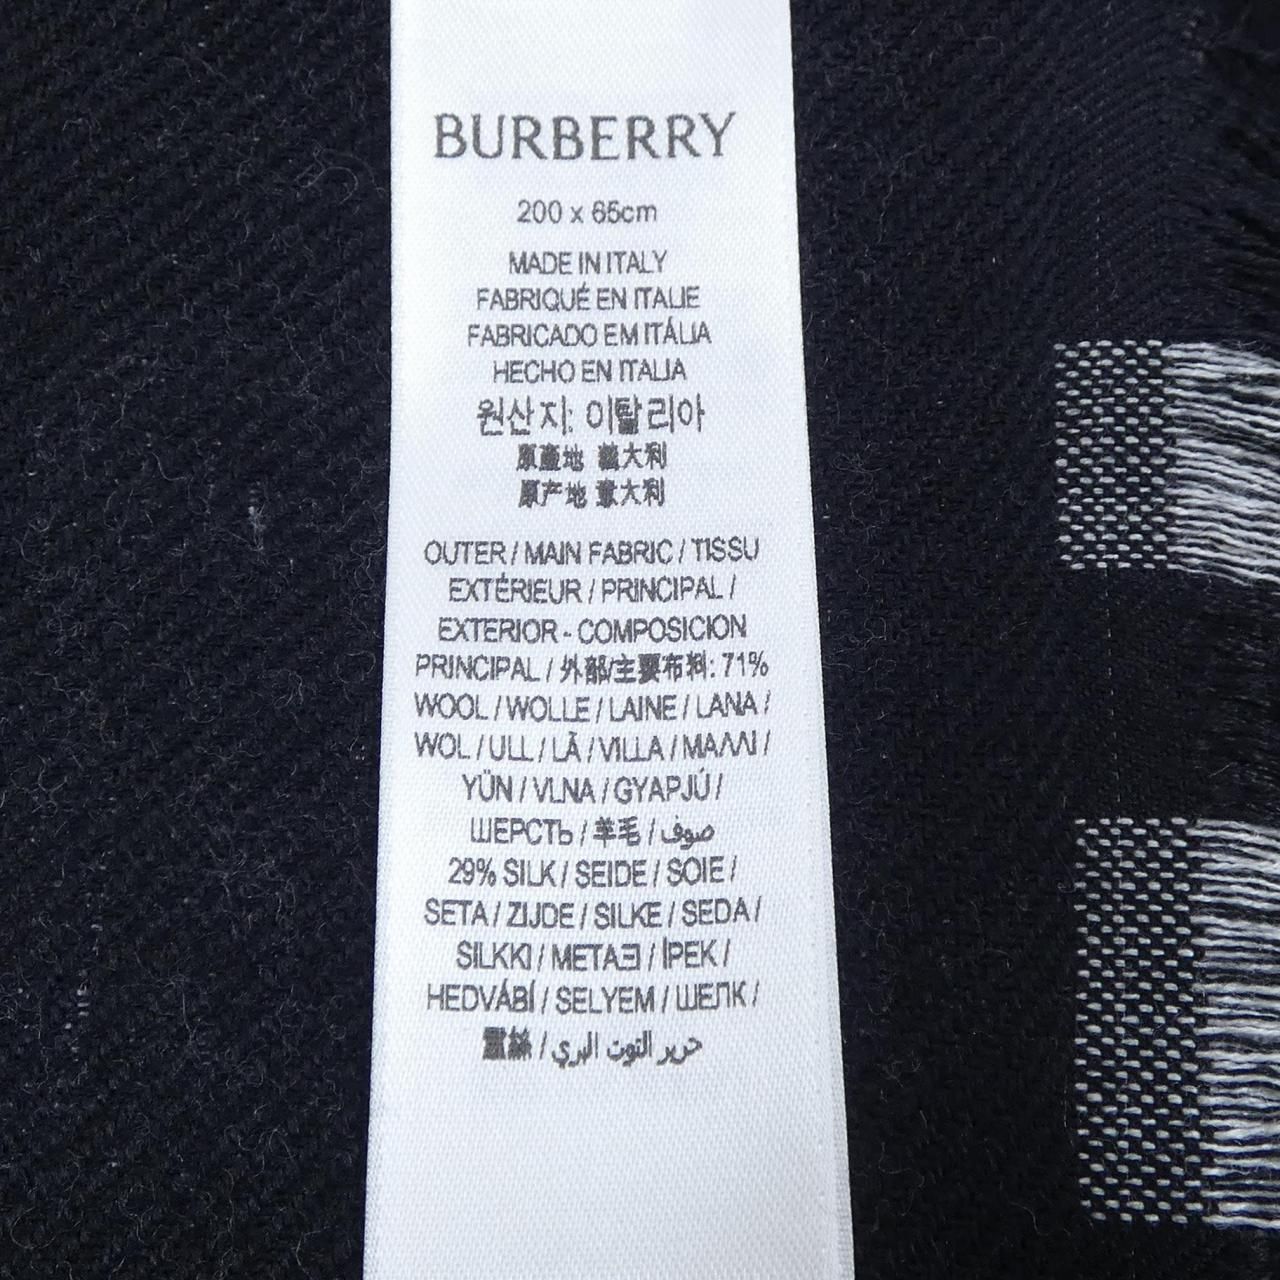 BURBERRY
200 x 65cm
MADE IN ITALY
FABRIQUÉ EN ITALIE
FABRICADO EM ITÁLIA
HECHO EN ITALIA
원산지: 이탈리아
原產地 義大利
原产地 意大利
OUTER / MAIN FABRIC / TISSU
EXTÉRIEUR / PRINCIPAL /
EXTERIOR - COMPOSICION
PRINCIPAL / 外部/主要布料: 71%
WOOL / WOLLE / LAINE / LANA /
WOL / ULL / LÃ / VILLA / ΜΑΛΛΙ /
YÜN / VLNA / GYAPJÚ /
ШЕРСТЬ / 羊毛 / صوف
29% SILK / SEIDE / SOIE /
SETA / ZIJDE / SILKE / SEDA /
SILKKI / ΜΕΤΑΞΙ / İPEK /
HEDVÁBÍ / SELYEM / ШЕЛК /
絲 / حرير التوت البري